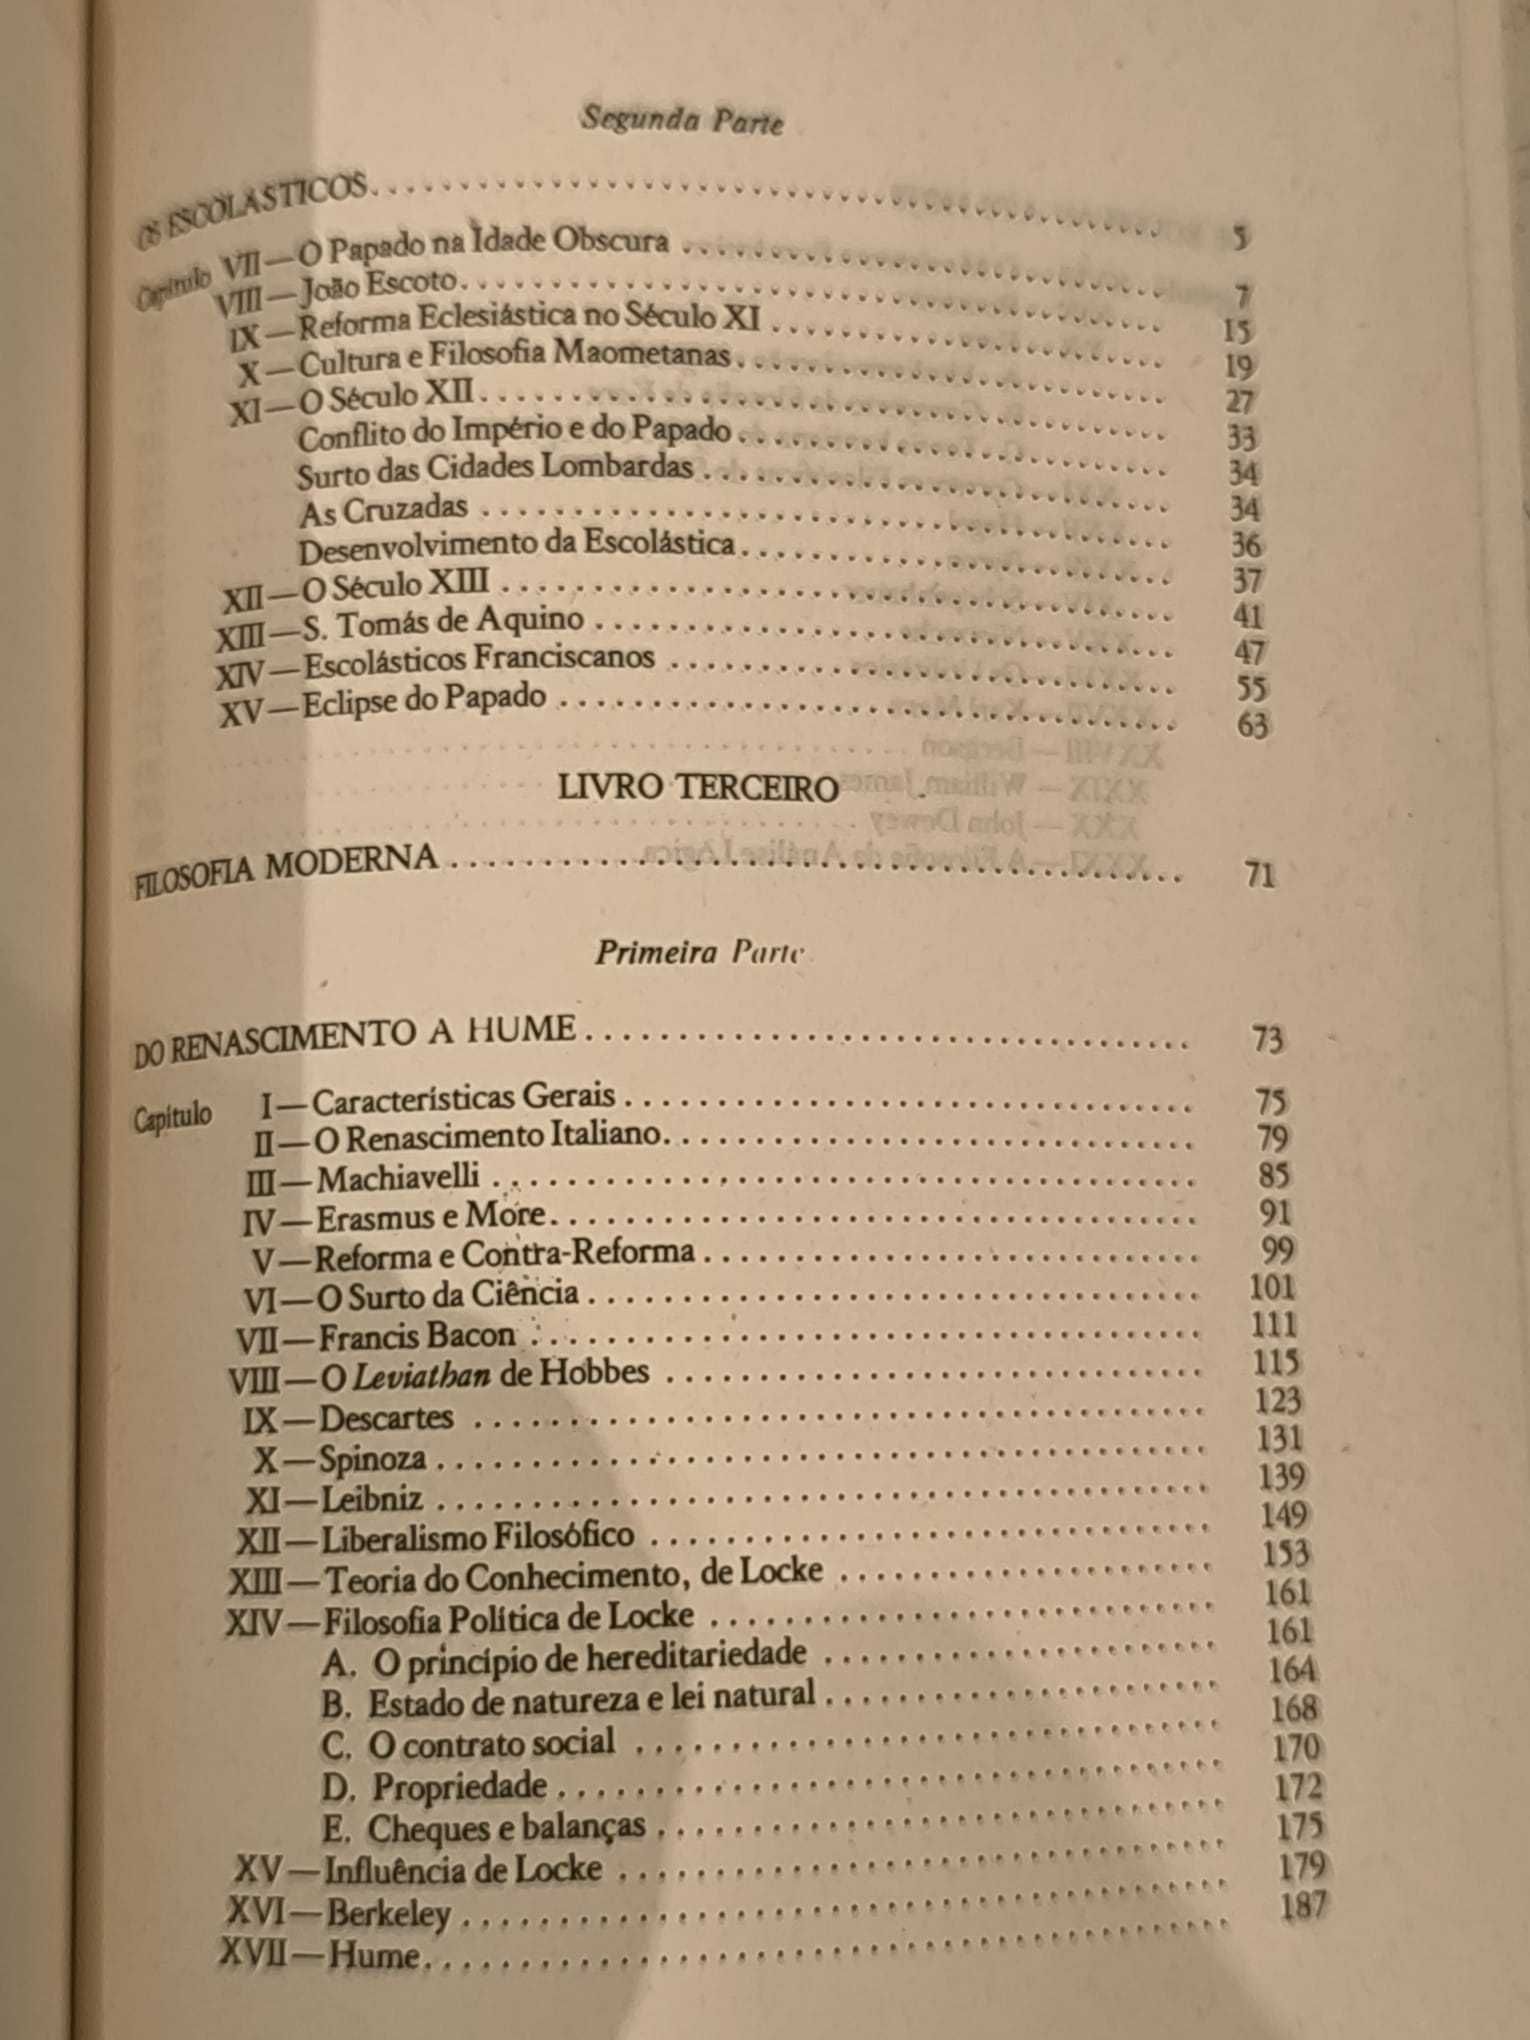 Segunda Parte
OS ESCOLÁSTICOS. . . . . . . . . . . . . . . . . . . . 5
Capítulo VII—O Papado na Idade Obscura . . . . . . . . . . . . . . . . . . . . 7
VIII—João Escoto. . . . . . . . . . . . . . . . . . . . 15
IX—Reforma Eclesiástica no Século XI . . . . . . . . . . . . . . . . . . . . 19
X—Cultura e Filosofia Maometanas. . . . . . . . . . . . . . . . . . . . 27
XI—O Século XII. . . . . . . . . . . . . . . . . . . . 33
Conflito do Império e do Papado . . . . . . . . . . . . . . . . . . . . 34
Surto das Cidades Lombardas . . . . . . . . . . . . . . . . . . . . 34
As Cruzadas . . . . . . . . . . . . . . . . . . . . 36
Desenvolvimento da Escolástica. . . . . . . . . . . . . . . . . . . . 37
XII—O Século XIII . . . . . . . . . . . . . . . . . . . . 41
XIII—S. Tomás de Aquino . . . . . . . . . . . . . . . . . . . . 47
XIV—Escolásticos Franciscanos . . . . . . . . . . . . . . . . . . . . 55
XV—Eclipse do Papado . . . . . . . . . . . . . . . . . . . . 63
LIVRO TERCEIRO
FILOSOFIA MODERNA . . . . . . . . . . . . . . . . . . . . 71
Primeira Parte
DO RENASCIMENTO A HUME . . . . . . . . . . . . . . . . . . . . 73
Capítulo I—Características Gerais . . . . . . . . . . . . . . . . . . . . 75
II—O Renascimento Italiano. . . . . . . . . . . . . . . . . . . . 79
III—Machiavelli . . . . . . . . . . . . . . . . . . . . 85
IV—Erasmus e More. . . . . . . . . . . . . . . . . . . . 91
V—Reforma e Contra-Reforma . . . . . . . . . . . . . . . . . . . . 99
VI—O Surto da Ciência . . . . . . . . . . . . . . . . . . . . 101
VII—Francis Bacon . . . . . . . . . . . . . . . . . . . . 111
VIII—O Leviathan de Hobbes . . . . . . . . . . . . . . . . . . . . 115
IX—Descartes . . . . . . . . . . . . . . . . . . . . 123
X—Spinoza . . . . . . . . . . . . . . . . . . . . 131
XI—Leibniz . . . . . . . . . . . . . . . . . . . . 139
XII—Liberalismo Filosófico . . . . . . . . . . . . . . . . . . . . 149
XIII—Teoria do Conhecimento, de Locke . . . . . . . . . . . . . . . . . . . . 153
XIV—Filosofia Política de Locke . . . . . . . . . . . . . . . . . . . . 161
A. O princípio de hereditariedade . . . . . . . . . . . . . . . . . . . . 161
B. Estado de natureza e lei natural . . . . . . . . . . . . . . . . . . . . 164
C. O contrato social . . . . . . . . . . . . . . . . . . . . 168
D. Propriedade . . . . . . . . . . . . . . . . . . . . 170
E. Cheques e balanças . . . . . . . . . . . . . . . . . . . . 172
XV—Influência de Locke . . . . . . . . . . . . . . . . . . . . 175
XVI—Berkeley . . . . . . . . . . . . . . . . . . . . 179
XVII—Hume. . . . . . . . . . . . . . . . . . . . 187